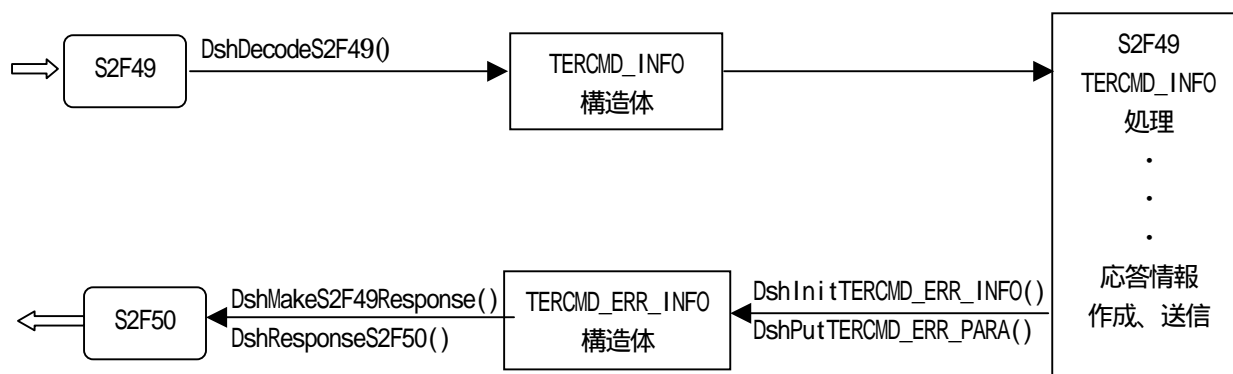 S2F49
DshDecodeS2F49()
TERCMD_INFO
構造体
S2F49
TERCMD_INFO
処理
・
・
・
応答情報
作成、送信
DshInitTERCMD_ERR_INFO()
DshPutTERCMD_ERR_PARA()
TERCMD_ERR_INFO
構造体
DshMakeS2F49Response()
DshResponseS2F50()
S2F50